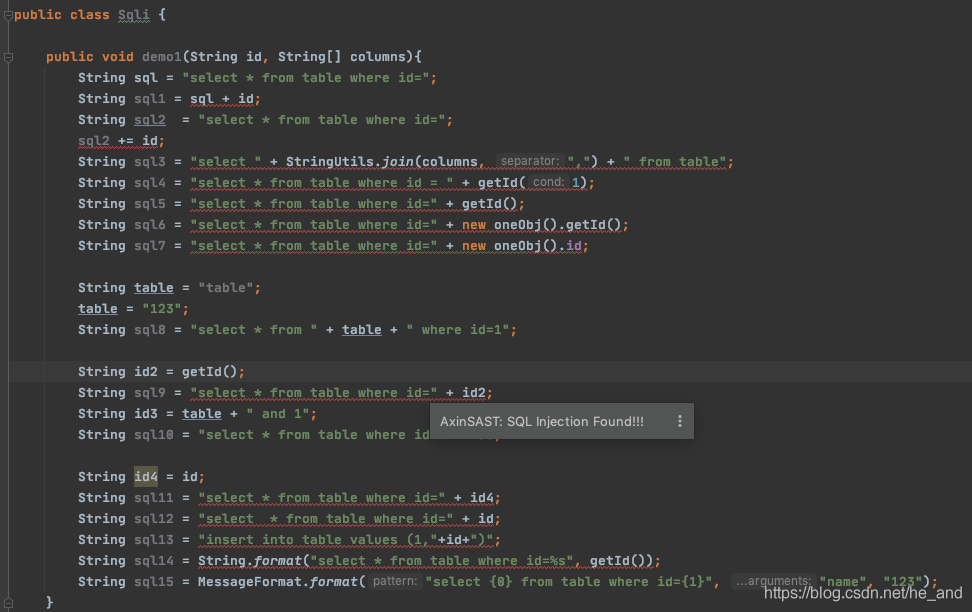 public class Sqli {
public void demo1(String id, String[] columns){
String sql = "select * from table where id=";
String sql1 = sql + id;
String sql2  = "select * from table where id=";
sql2 += id;
String sql3 = "select " + StringUtils.join(columns, separator: ",") + " from table";
String sql4 = "select * from table where id = " + getId( cond: 1);
String sql5 = "select * from table where id=" + getId();
String sql6 = "select * from table where id=" + new oneObj().getId();
String sql7 = "select * from table where id=" + new oneObj().id;
String table = "table";
table = "123";
String sql8 = "select * from " + table + " where id=1";
String id2 = getId();
String sql9 = "select * from table where id=" + id2;
String id3 = table + " and 1";
AxinSAST: SQL Injection Found!!!
String sql10 = "select * from table where id
String id4 = id;
String sql11 = "select * from table where id=" + id4;
String sql12 = "select  * from table where id=" + id;
String sql13 = "insert into table values (1,"+id+")";
String sql14 = String.format("select * from table where id=%s", getId());
String sql15 = MessageFormat.format( pattern: "select {0} from table where id={1}", ...arguments: "name", "123");
}
https://blog.csdn.net/he_and